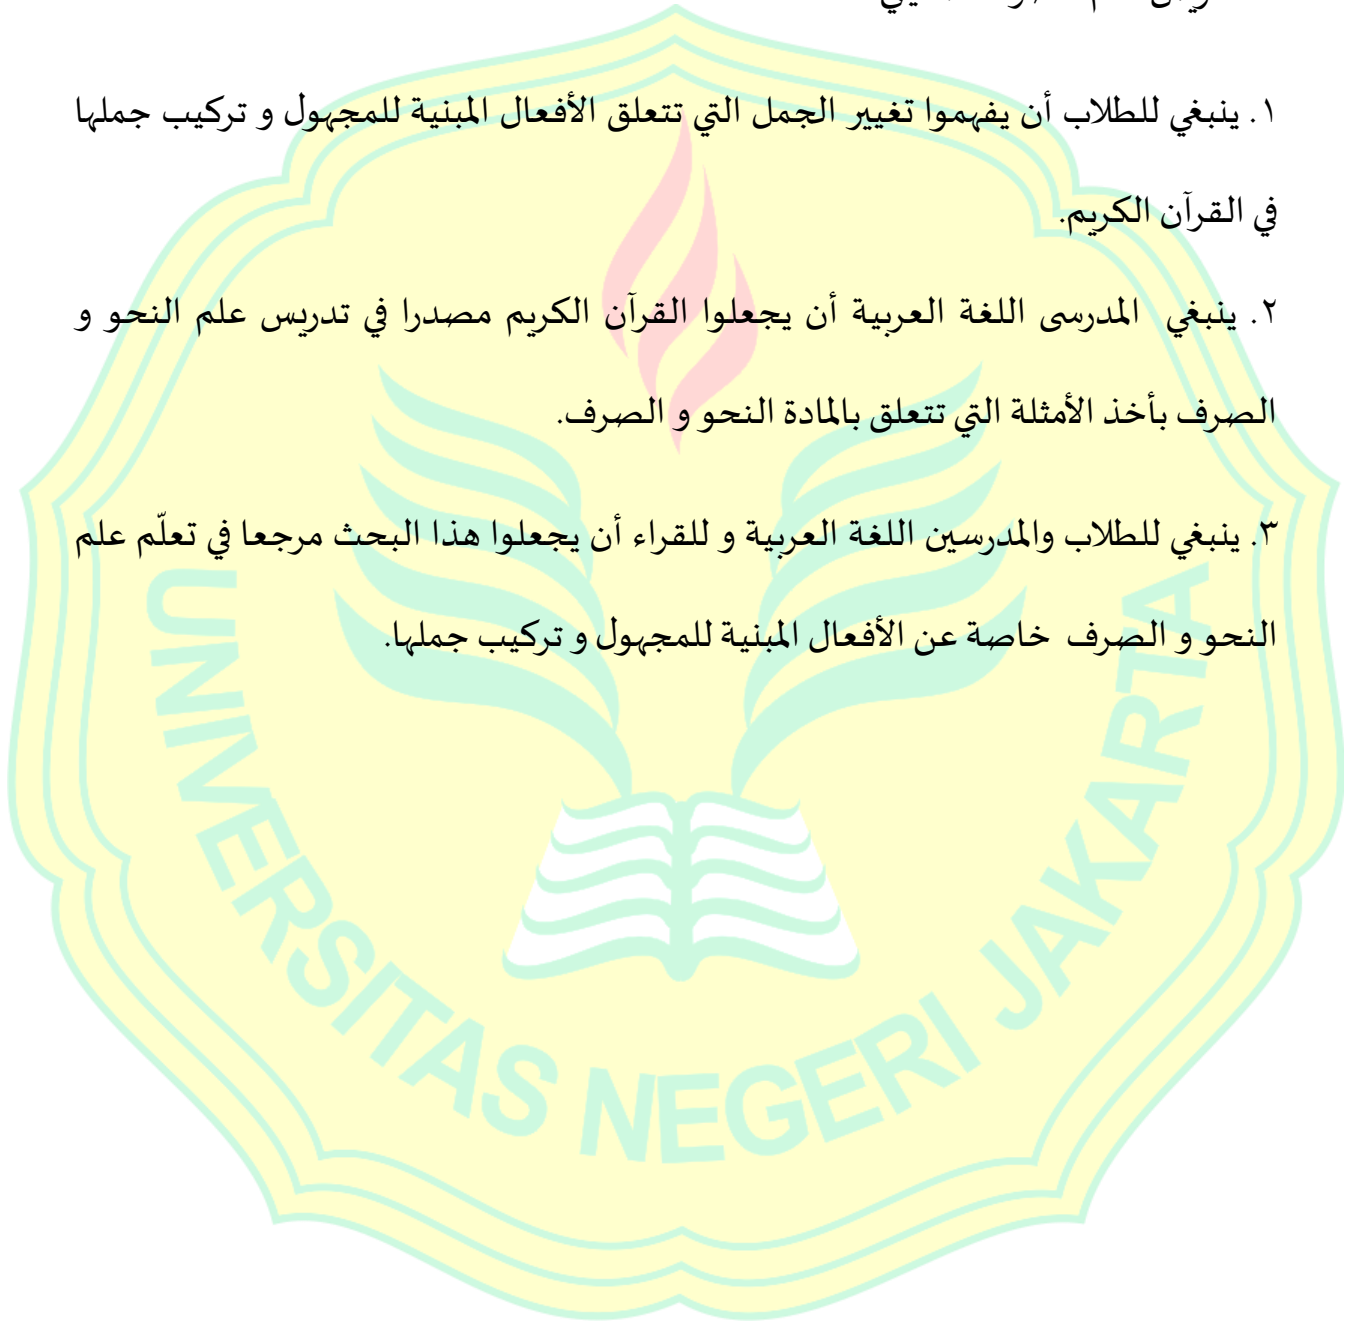 ١. ينبغي للطلاب أن يفهموا تغيير الجمل التي تتعلق الأفعال المبنية للمجهول و تركيب جملها
في القرآن الكريم.
٢. ينبغي المدرسى اللغة العربية أن يجعلوا القرآن الكريم مصدرا في تدريس علم النحو و
الصرف بأخذ الأمثلة التي تتعلق بالمادة النحو و الصرف.
٣. ينبغي للطلاب والمدرسين اللغة العربية و للقراء أن يجعلوا هذا البحث مرجعا في تعلّم علم
النحو و الصرف خاصة عن الأفعال المبنية للمجهول و تركيب جملها.
UNIVERSITAS NEGERI JAKARTA